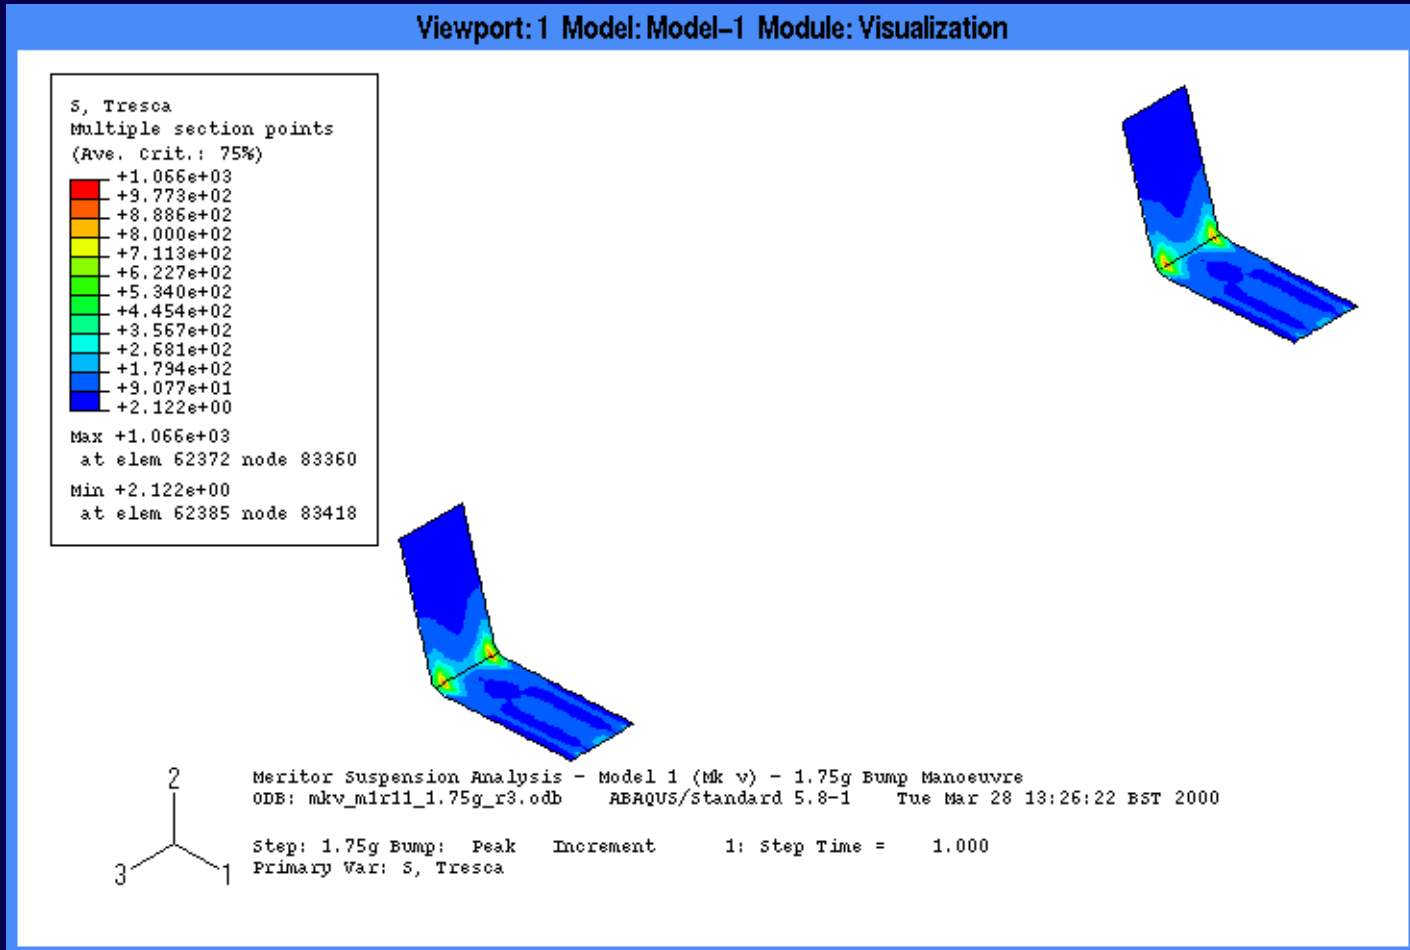 Viewport: 1 Model: Model-1 Module: Visualization
S, Tresca
Multiple section points
(Ave. Crit.: 75%)
+1.066e+03
+9.773e+02
+8.886e+02
+8.000e+02
+7.113e+02
+6.227e+02
+5.340e+02
+4.454e+02
+3.567e+02
+2.681e+02
+1.794e+02
+9.077e+01
+2.122e+00
Max +1.066e+03
at elem 62372 node 83360
Min +2.122e+00
at elem 62385 node 83418
2
3
1
Meritor Suspension Analysis - Model 1 (Mk v) - 1.75g Bump Manoeuvre
ODB: mkv_m1r11_1.75g_r3.odb ABAQUS/Standard 5.8-1 Tue Mar 28 13:26:22 BST 2000
Step: 1.75g Bump: Peak Increment 1: Step Time = 1.000
Primary Var: S, Tresca